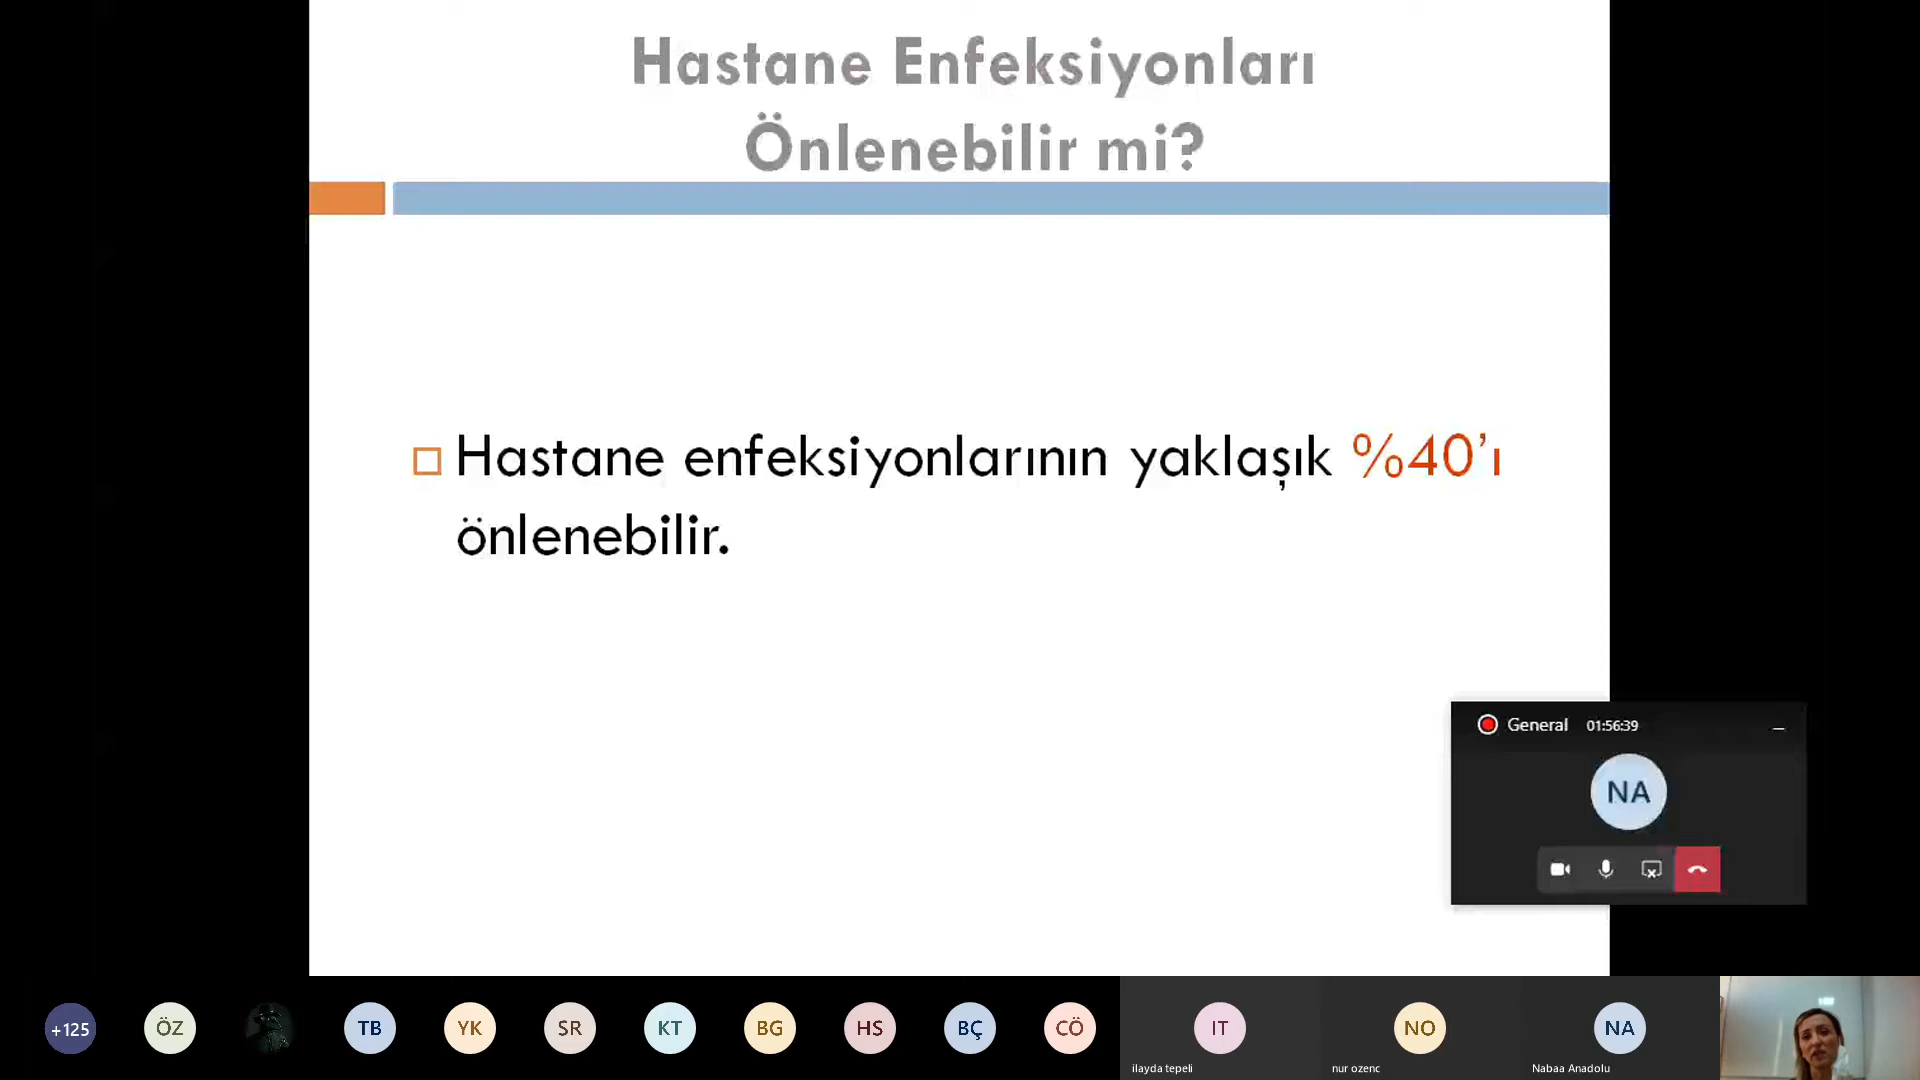 Hastane Enfeksiyonları
Önlenebilir mi?
Hastane enfeksiyonlarının yaklaşık %40'ı
önlenebilir.
General 01:56:39
NA
+125 ÖZ TB YK SR KT BG HS BÇ CÖ IT NO NA
ilayda tepeli nur ozenc Nabaa Anadolu